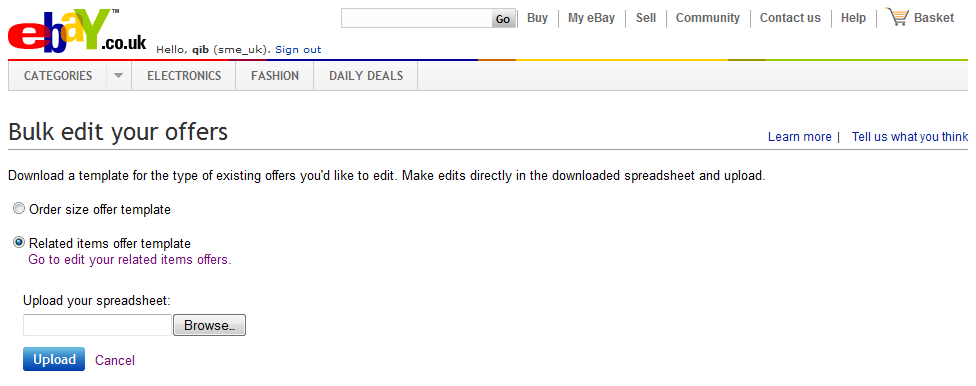 ebaY™.co.uk
Hello, qib (sme_uk). Sign out
Go
Buy
My eBay
Sell
Community
Contact us
Help
Basket
CATEGORIES
ELECTRONICS
FASHION
DAILY DEALS
Bulk edit your offers
Learn more | Tell us what you think
Download a template for the type of existing offers you'd like to edit. Make edits directly in the downloaded spreadsheet and upload.
Order size offer template
Related items offer template
Go to edit your related items offers.
Upload your spreadsheet:
Browse...
Upload Cancel